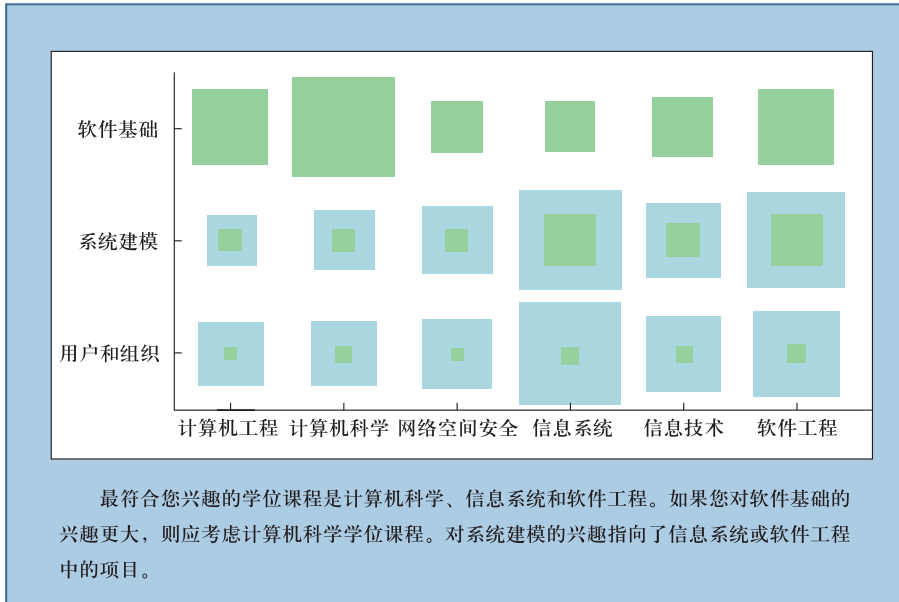 软件基础
系统建模
用户和组织
计算机工程 计算机科学 网络空间安全 信息系统 信息技术 软件工程
最符合您兴趣的学位课程是计算机科学、信息系统和软件工程。如果您对软件基础的
兴趣更大，则应考虑计算机科学学位课程。对系统建模的兴趣指向了信息系统或软件工程
中的项目。